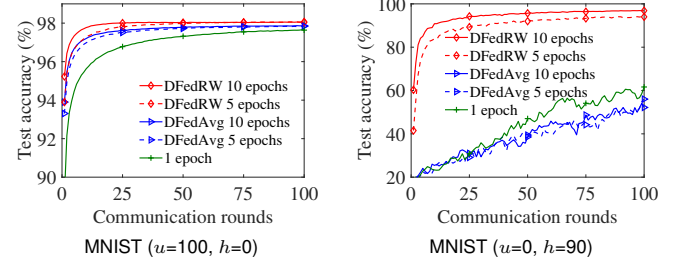 Test accuracy (%)
98
96
94
92
90
DFedRW 10 epochs
DFedRW 5 epochs
DFedAvg 10 epochs
DFedAvg 5 epochs
1 epoch
0 25 50 75 100
Communication rounds
MNIST (u=100, h=0)
Test accuracy (%)
100
80
60
40
20
DFedRW 10 epochs
DFedRW 5 epochs
DFedAvg 10 epochs
DFedAvg 5 epochs
1 epoch
0 25 50 75 100
Communication rounds
MNIST (u=0, h=90)